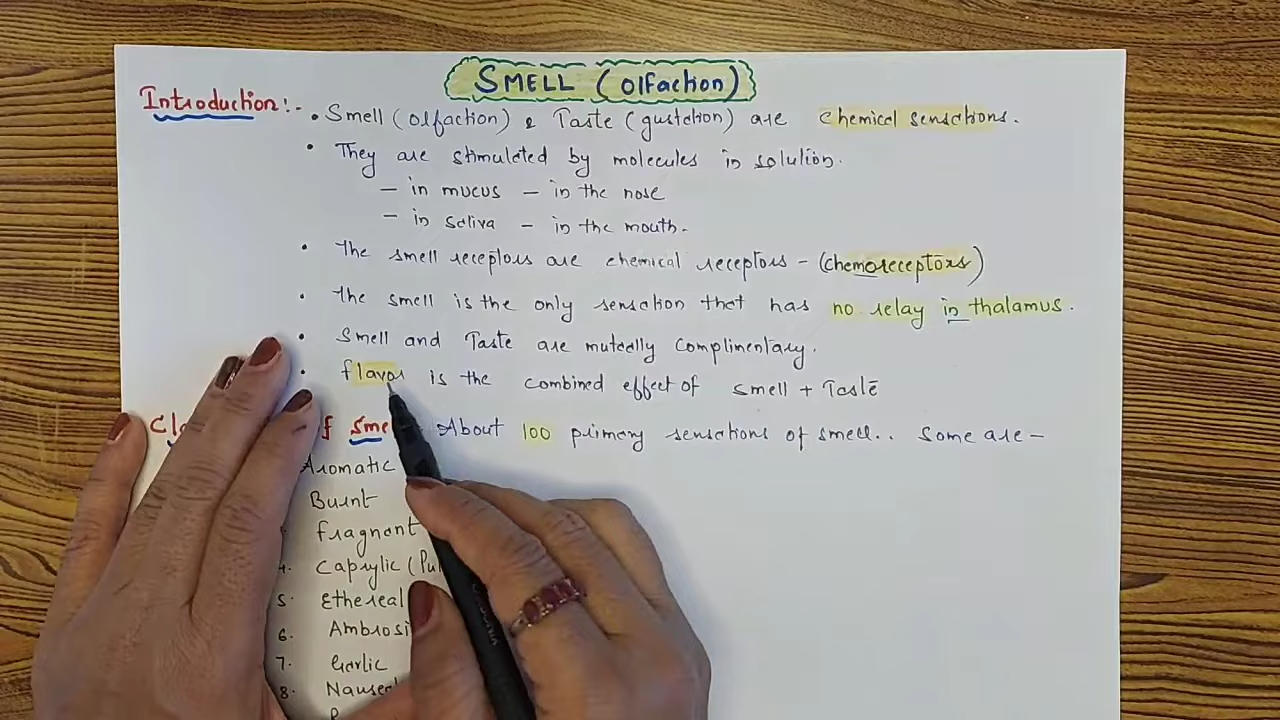 SMELL (olfaction)
Introduction:-
• Smell (olfaction) & Taste (gustation) are chemical sensations.
• They are stimulated by molecules in solution.
— in mucus — in the nose
— in saliva — in the mouth.
• The smell receptors are chemical receptors - (chemoreceptors)
• The smell is the only sensation that has no relay in thalamus.
• Smell and Taste are mutually complimentary.
• flavor is the combined effect of smell + Taste
About 100 primary sensations of smell.. Some are —
Aromatic
Burnt
fragnant
4. Caprylic (
5. Ethereal
6.
7. Garlic
8.